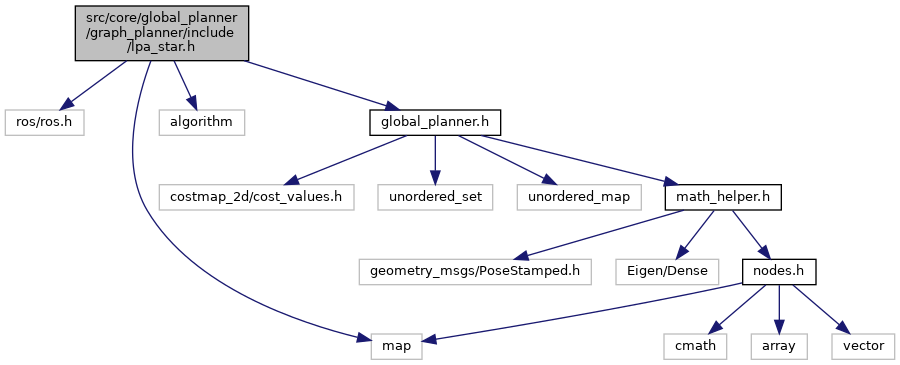 src/core/global_planner
/graph_planner/include
/lpa_star.h
ros/ros.h
algorithm
global_planner.h
costmap_2d/cost_values.h
unordered_set
unordered_map
math_helper.h
geometry_msgs/PoseStamped.h
Eigen/Dense
nodes.h
map
cmath
array
vector